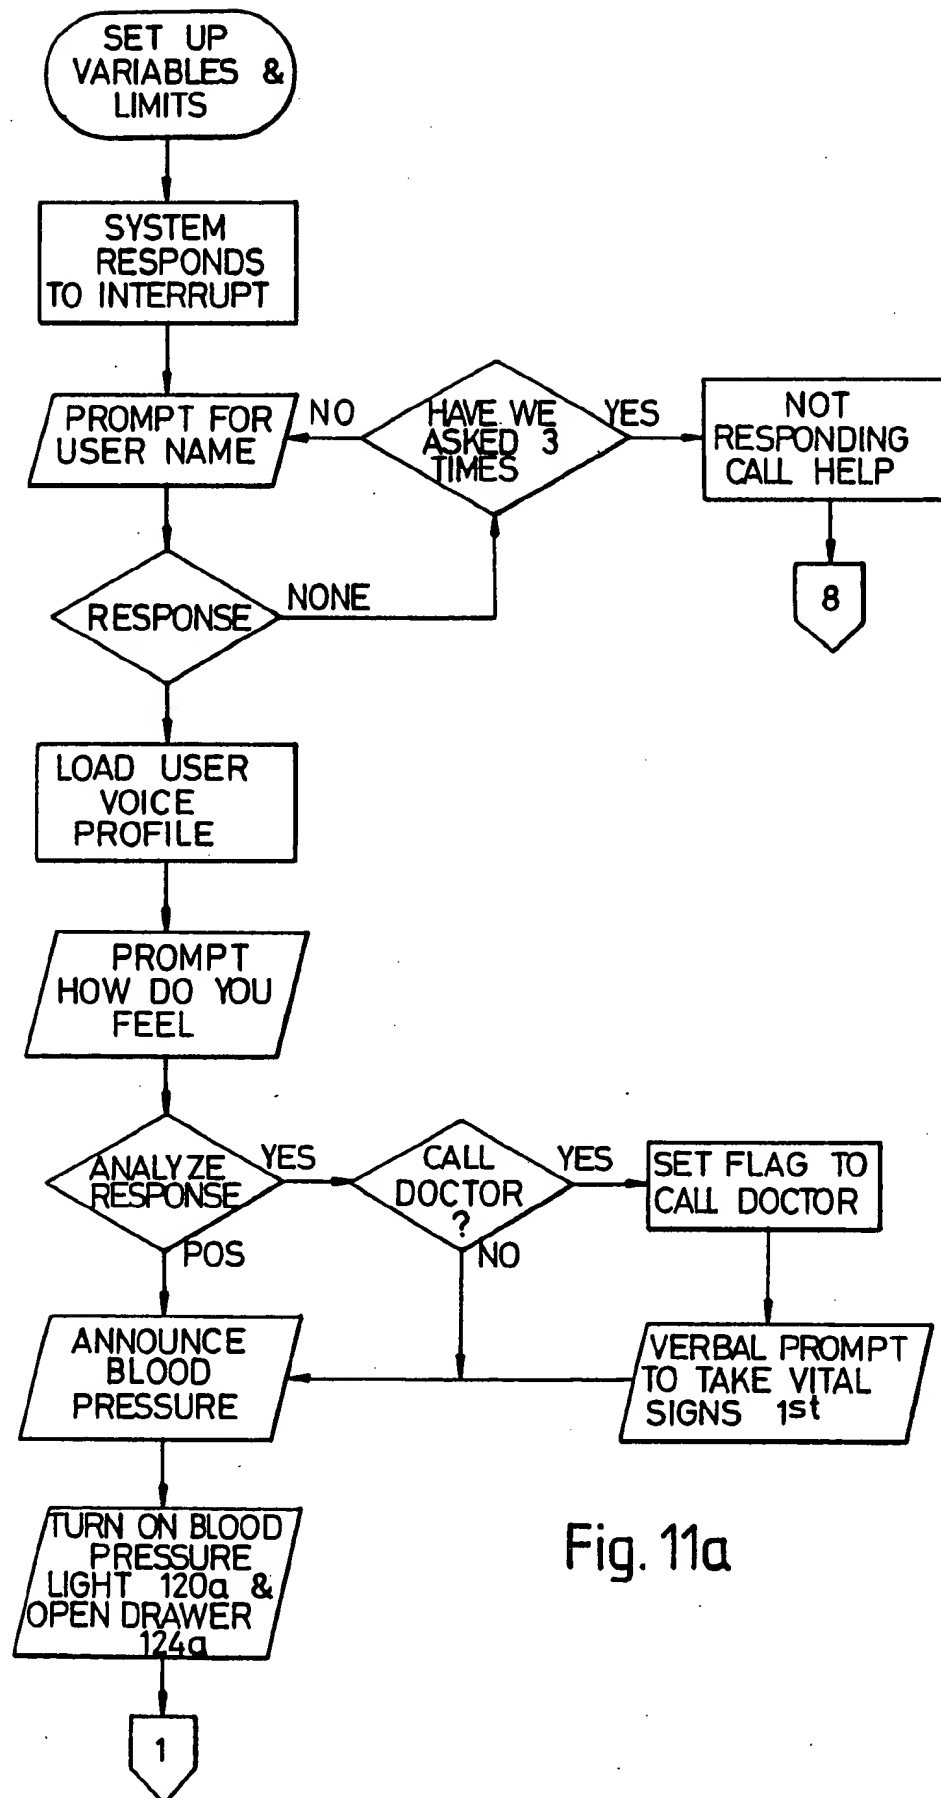 SET UP
VARIABLES &
LIMITS
SYSTEM
RESPONDS
TO INTERRUPT
PROMPT FOR
USER NAME
NO
HAVE WE
ASKED 3
TIMES
YES
NOT
RESPONDING
CALL HELP
8
RESPONSE
NONE
LOAD USER
VOICE
PROFILE
PROMPT
HOW DO YOU
FEEL
ANALYZE
RESPONSE
YES
POS
CALL
DOCTOR
?
YES
NO
SET FLAG TO
CALL DOCTOR
VERBAL PROMPT
TO TAKE VITAL
SIGNS 1st
ANNOUNCE
BLOOD
PRESSURE
TURN ON BLOOD
PRESSURE
LIGHT 120a &
OPEN DRAWER
124a
1
Fig. 11a